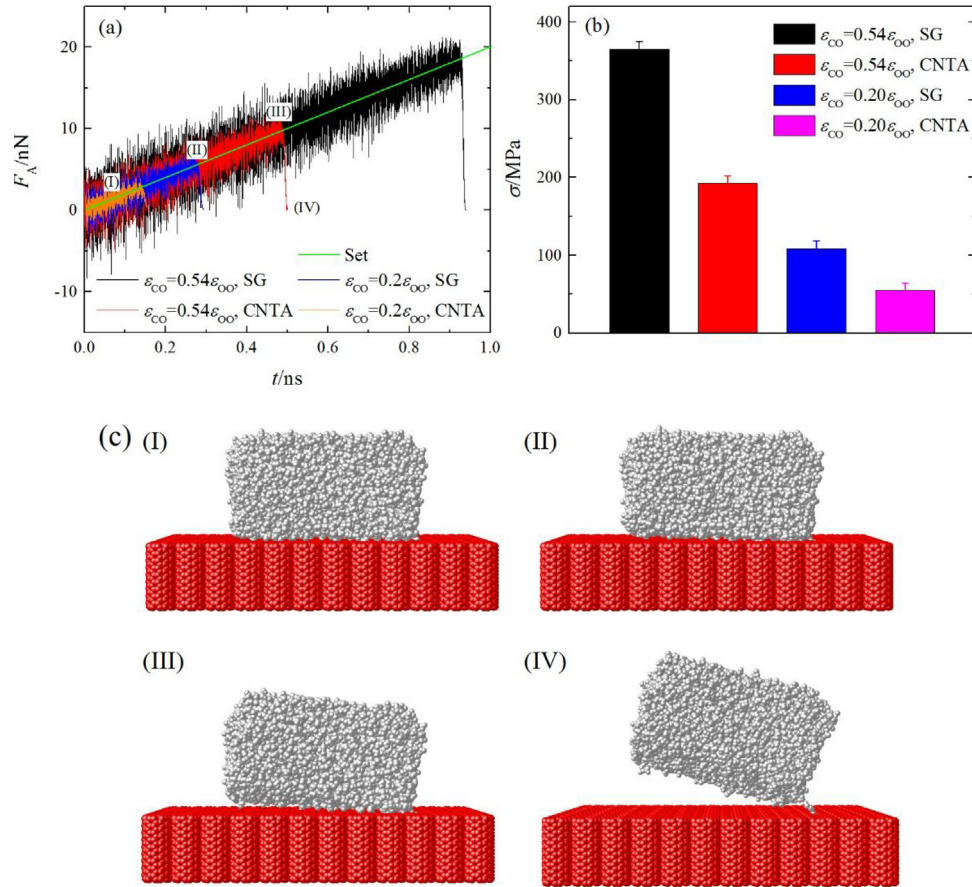 (a)
20
10
0
-10
F_A/nN
(I)
(II)
(III)
(IV)
Set
ε_CO=0.54ε_OO, SG
ε_CO=0.2ε_OO, SG
ε_CO=0.54ε_OO, CNTA
ε_CO=0.2ε_OO, CNTA
0.0 0.2 0.4 0.6 0.8 1.0
t/ns
(b)
400
300
200
100
0
σ/MPa
ε_CO=0.54ε_OO, SG
ε_CO=0.54ε_OO, CNTA
ε_CO=0.20ε_OO, SG
ε_CO=0.20ε_OO, CNTA
(c)
(I)
(II)
(III)
(IV)